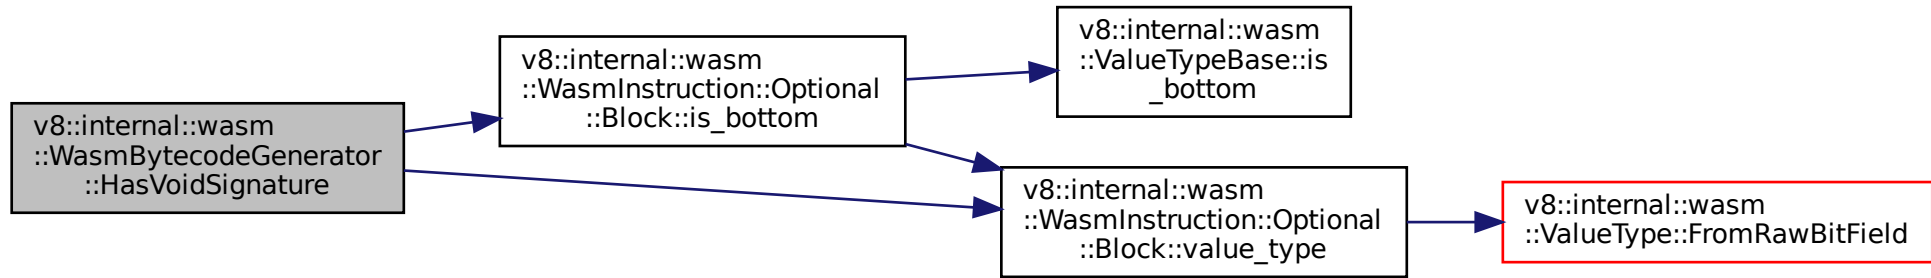 v8::internal::wasm
::WasmBytecodeGenerator
::HasVoidSignature
v8::internal::wasm
::WasmInstruction::Optional
::Block::is_bottom
v8::internal::wasm
::ValueTypeBase::is
_bottom
v8::internal::wasm
::WasmInstruction::Optional
::Block::value_type
v8::internal::wasm
::ValueType::FromRawBitField